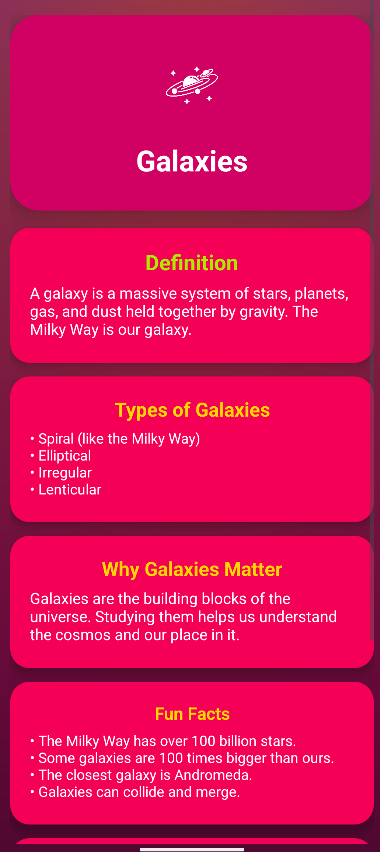 Galaxies
Definition
A galaxy is a massive system of stars, planets,
gas, and dust held together by gravity. The
Milky Way is our galaxy.
Types of Galaxies
• Spiral (like the Milky Way)
• Elliptical
• Irregular
• Lenticular
Why Galaxies Matter
Galaxies are the building blocks of the
universe. Studying them helps us understand
the cosmos and our place in it.
Fun Facts
• The Milky Way has over 100 billion stars.
• Some galaxies are 100 times bigger than ours.
• The closest galaxy is Andromeda.
• Galaxies can collide and merge.